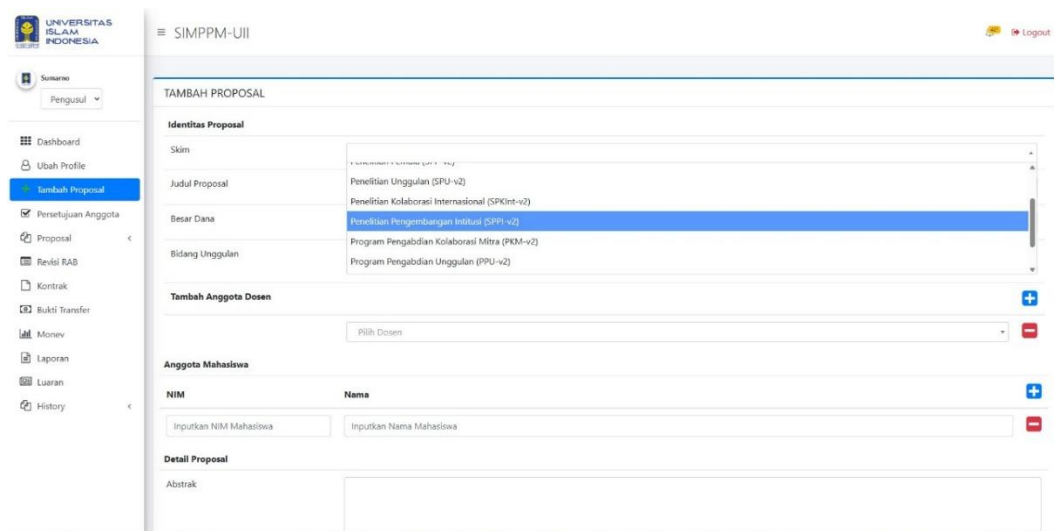 UNIVERSITAS
ISLAM
INDONESIA
SIMPPM-UII
Logout
Sumarno
Pengusul
TAMBAH PROPOSAL
Identitas Proposal
Dashboard
Ubah Profile
Tambah Proposal
Persetujuan Anggota
Proposal
Revisi RAB
Kontrak
Bukti Transfer
Monev
Laporan
Luaran
History
Skim
Judul Proposal
Besar Dana
Bidang Unggulan
Penelitian Unggulan (SPU-v2)
Penelitian Kolaborasi Internasional (SPKInt-v2)
Penelitian Pengembangan Intitusi (SPPI-v2)
Program Pengabdian Kolaborasi Mitra (PKM-v2)
Program Pengabdian Unggulan (PPU-v2)
Tambah Anggota Dosen
Pilih Dosen
Anggota Mahasiswa
NIM Nama
Inputkan NIM Mahasiswa Inputkan Nama Mahasiswa
Detail Proposal
Abstrak